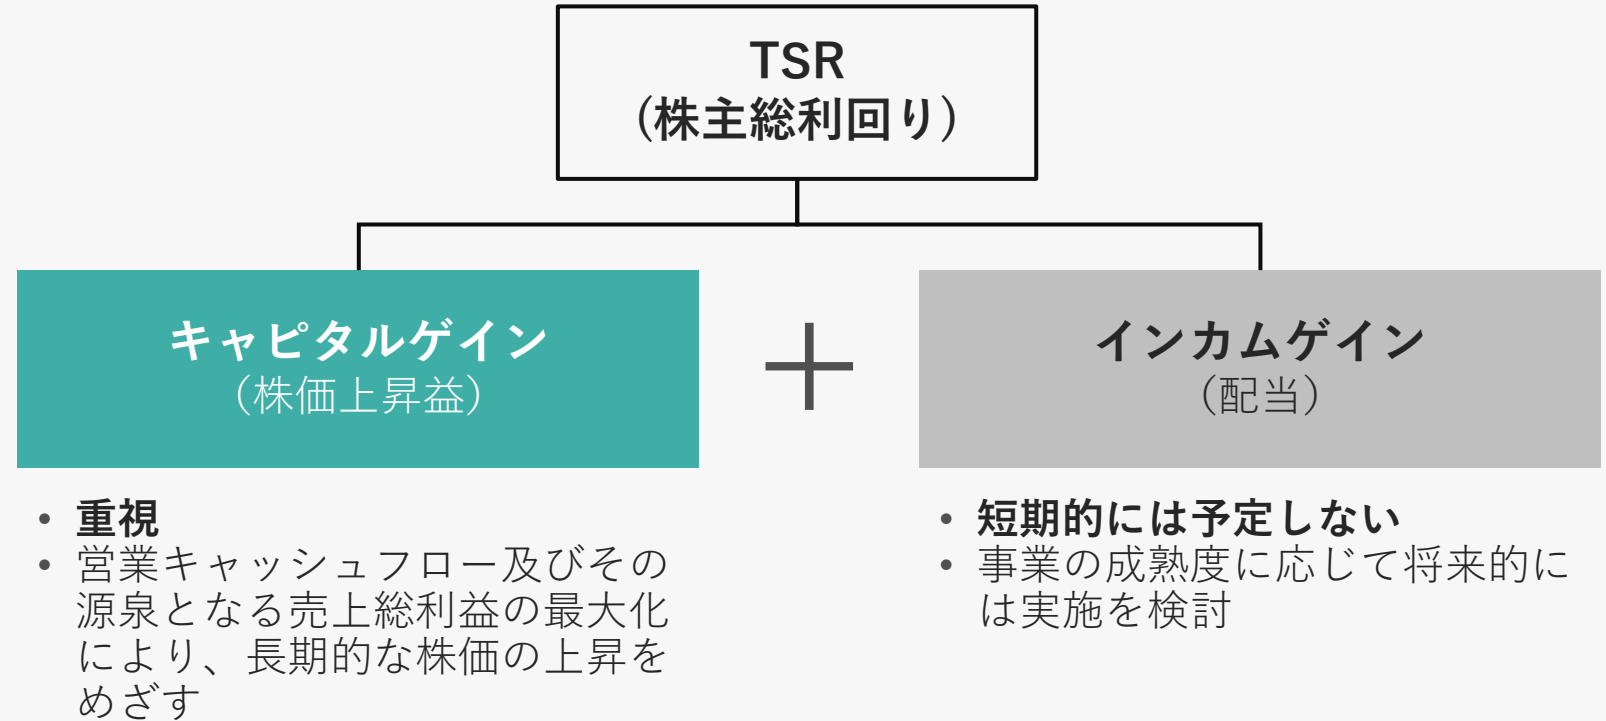 TSR
（株主総利回り）
キャピタルゲイン
（株価上昇益）
＋
インカムゲイン
（配当）
• 重視
• 営業キャッシュフロー及びその
源泉となる売上総利益の最大化
により、長期的な株価の上昇を
めざす
• 短期的には予定しない
• 事業の成熟度に応じて将来的に
は実施を検討